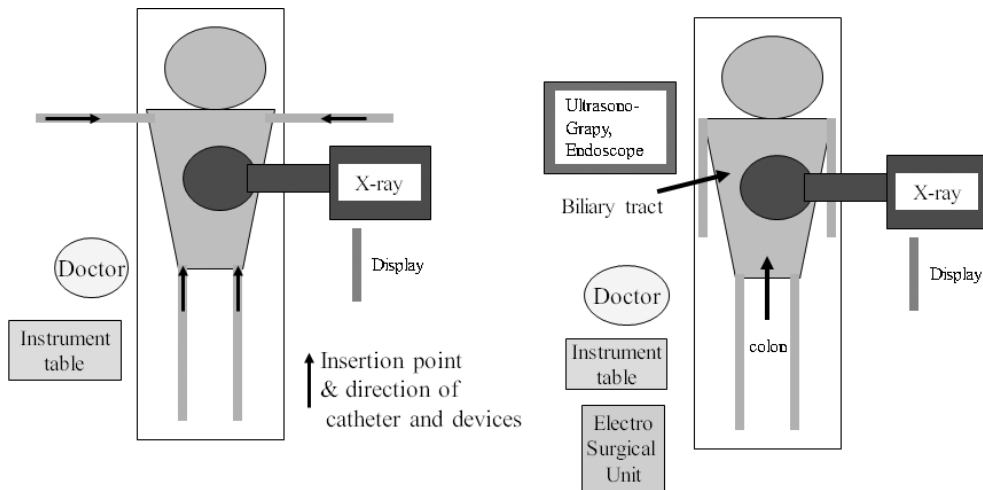 X-ray
Doctor
Display
Instrument
table
Insertion point
& direction of
catheter and devices
Ultrasono-
Grapy,
Endoscope
Biliary tract
X-ray
Doctor
Display
colon
Instrument
table
Electro
Surgical
Unit